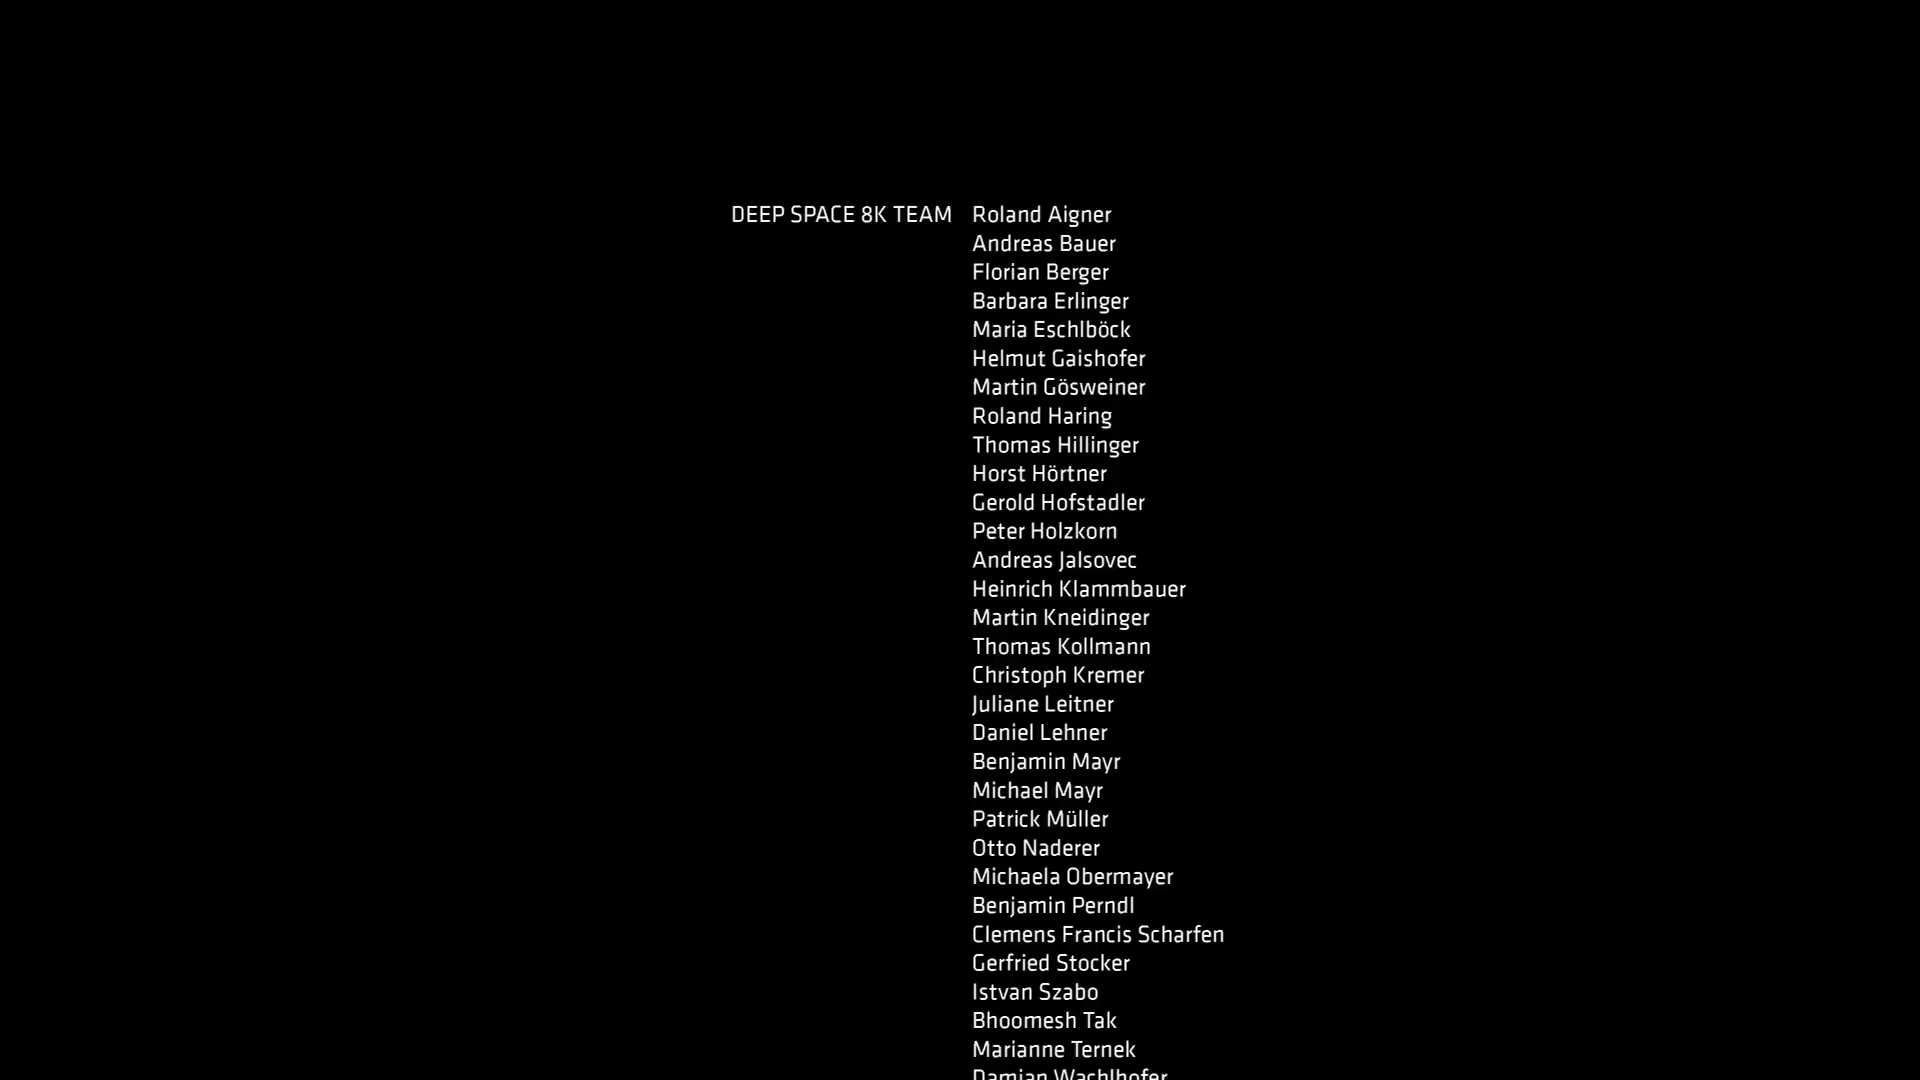 DEEP SPACE 8K TEAM Roland Aigner
Andreas Bauer
Florian Berger
Barbara Erlinger
Maria Eschlböck
Helmut Gaishofer
Martin Gösweiner
Roland Haring
Thomas Hillinger
Horst Hörtner
Gerold Hofstadler
Peter Holzkorn
Andreas Jalsovec
Heinrich Klammbauer
Martin Kneidinger
Thomas Kollmann
Christoph Kremer
Juliane Leitner
Daniel Lehner
Benjamin Mayr
Michael Mayr
Patrick Müller
Otto Naderer
Michaela Obermayer
Benjamin Perndl
Clemens Francis Scharfen
Gerfried Stocker
Istvan Szabo
Bhoomesh Tak
Marianne Ternek
Damian Wachlhofer